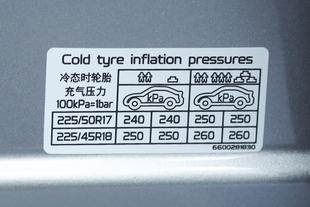 Cold tyre inflation pressures
冷态时轮胎
充气压力
100kPa=1bar
kPa kPa
225/50R17 240 240 250 250
225/45R18 250 250 260 260
6600281830